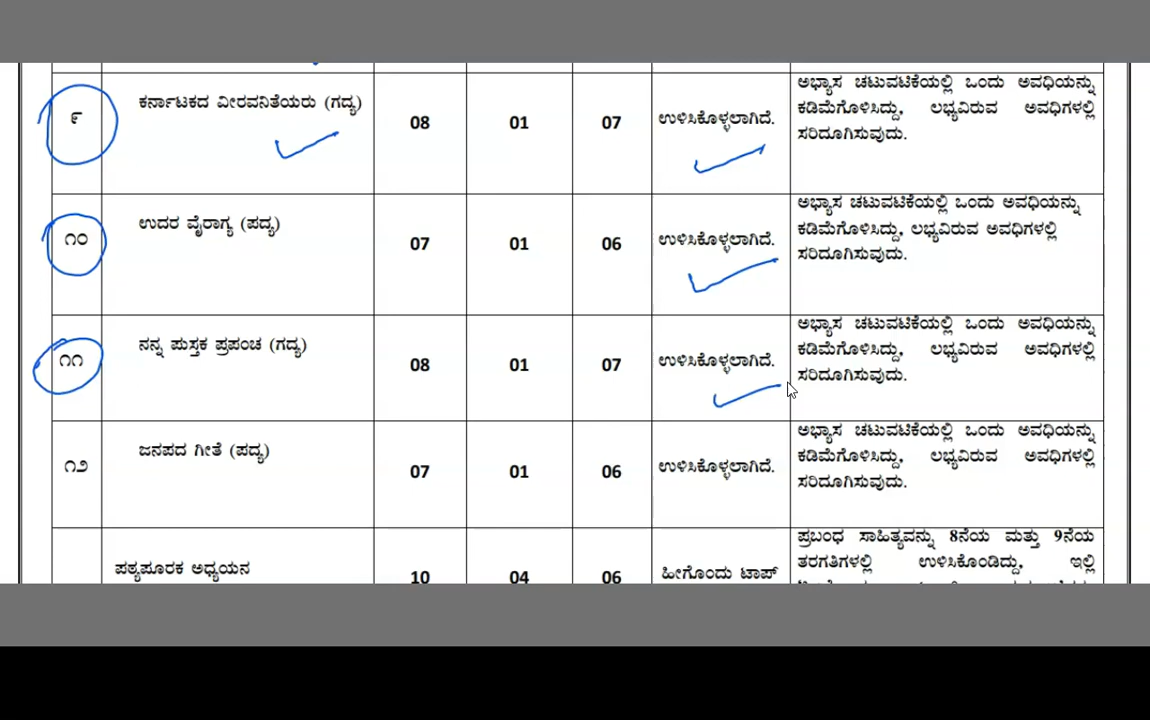 ೯ ಕರ್ನಾಟಕದ ವೀರವನಿತೆಯರು (ಗದ್ಯ) 08 01 07 ಉಳಿಸಿಕೊಳ್ಳಲಾಗಿದೆ. ಅಭ್ಯಾಸ ಚಟುವಟಿಕೆಯಲ್ಲಿ ಒಂದು ಅವಧಿಯನ್ನು
ಕಡಿಮೆಗೊಳಿಸಿದ್ದು, ಲಭ್ಯವಿರುವ ಅವಧಿಗಳಲ್ಲಿ
ಸರಿದೂಗಿಸುವುದು.
೧೦ ಉದರ ವೈರಾಗ್ಯ (ಪದ್ಯ) 07 01 06 ಉಳಿಸಿಕೊಳ್ಳಲಾಗಿದೆ. ಅಭ್ಯಾಸ ಚಟುವಟಿಕೆಯಲ್ಲಿ ಒಂದು ಅವಧಿಯನ್ನು
ಕಡಿಮೆಗೊಳಿಸಿದ್ದು, ಲಭ್ಯವಿರುವ ಅವಧಿಗಳಲ್ಲಿ
ಸರಿದೂಗಿಸುವುದು.
೧೧ ನನ್ನ ಪುಸ್ತಕ ಪ್ರಪಂಚ (ಗದ್ಯ) 08 01 07 ಉಳಿಸಿಕೊಳ್ಳಲಾಗಿದೆ. ಅಭ್ಯಾಸ ಚಟುವಟಿಕೆಯಲ್ಲಿ ಒಂದು ಅವಧಿಯನ್ನು
ಕಡಿಮೆಗೊಳಿಸಿದ್ದು, ಲಭ್ಯವಿರುವ ಅವಧಿಗಳಲ್ಲಿ
ಸರಿದೂಗಿಸುವುದು.
೧೨ ಜನಪದ ಗೀತೆ (ಪದ್ಯ) 07 01 06 ಉಳಿಸಿಕೊಳ್ಳಲಾಗಿದೆ. ಅಭ್ಯಾಸ ಚಟುವಟಿಕೆಯಲ್ಲಿ ಒಂದು ಅವಧಿಯನ್ನು
ಕಡಿಮೆಗೊಳಿಸಿದ್ದು, ಲಭ್ಯವಿರುವ ಅವಧಿಗಳಲ್ಲಿ
ಸರಿದೂಗಿಸುವುದು.
ಪಠ್ಯಪೂರಕ ಅಧ್ಯಯನ 10 04 06 ಹೀಗೊಂದು ಟಾಪ್ ಪ್ರಬಂಧ ಸಾಹಿತ್ಯವನ್ನು 8ನೆಯ ಮತ್ತು 9ನೆಯ
ತರಗತಿಗಳಲ್ಲಿ ಉಳಿಸಿಕೊಂಡಿದ್ದು, ಇಲ್ಲಿ